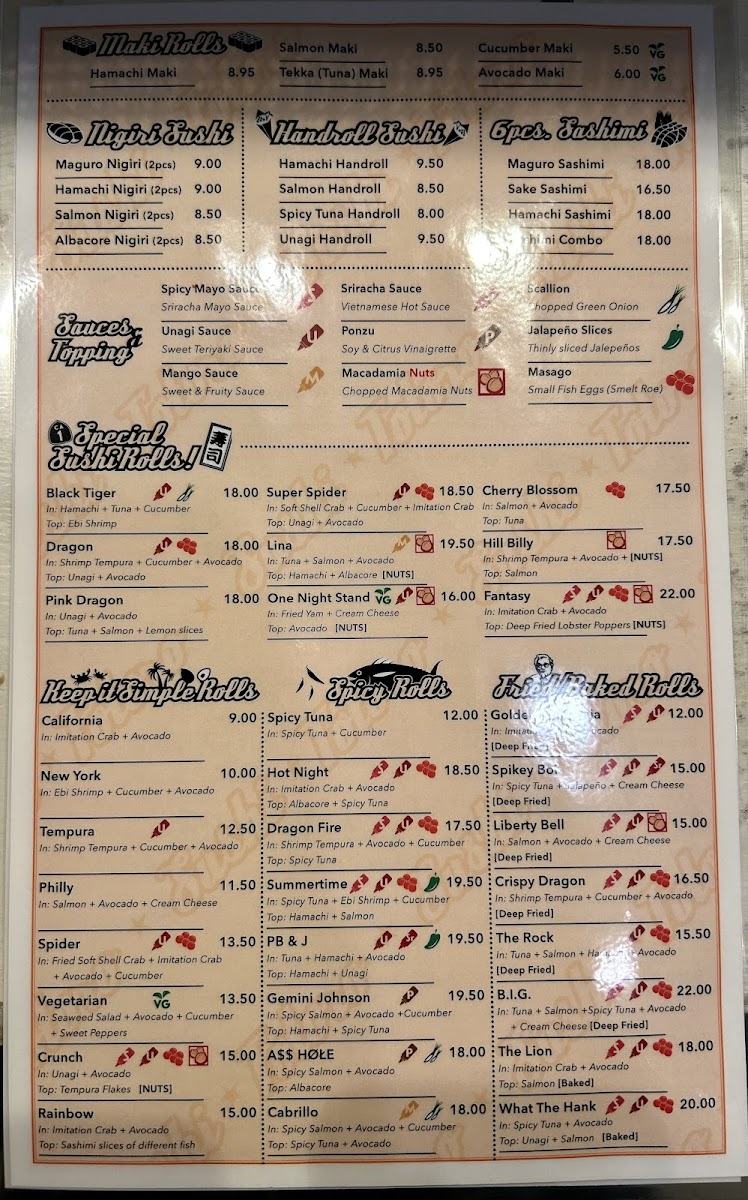 Maki Rolls
Hamachi Maki 8.95
Salmon Maki 8.50
Tekka (Tuna) Maki 8.95
Cucumber Maki 5.50 VG
Avocado Maki 6.00 VG
Nigiri Sushi
Maguro Nigiri (2pcs) 9.00
Hamachi Nigiri (2pcs) 9.00
Salmon Nigiri (2pcs) 8.50
Albacore Nigiri (2pcs) 8.50
Handroll Sushi
Hamachi Handroll 9.50
Salmon Handroll 8.50
Spicy Tuna Handroll 8.00
Unagi Handroll 9.50
6pcs. Sashimi
Maguro Sashimi 18.00
Sake Sashimi 16.50
Hamachi Sashimi 18.00
Combo 18.00
Sauces
Topping
Spicy Mayo Sauce
Sriracha Mayo Sauce
Unagi Sauce U
Sweet Teriyaki Sauce
Mango Sauce M
Sweet & Fruity Sauce
Sriracha Sauce
Vietnamese Hot Sauce
Ponzu P
Soy & Citrus Vinaigrette
Macadamia Nuts
Chopped Macadamia Nuts
Scallion
Chopped Green Onion
Jalapeño Slices
Thinly sliced Jalepeños
Masago
Small Fish Eggs (Smelt Roe)
Special
Sushi Rolls!
寿司
Black Tiger 18.00
In: Hamachi + Tuna + Cucumber
Top: Ebi Shrimp
Dragon 18.00
In: Shrimp Tempura + Cucumber + Avocado
Top: Unagi + Avocado
Pink Dragon 18.00
In: Unagi + Avocado
Top: Tuna + Salmon + Lemon slices
Super Spider 18.50
In: Soft Shell Crab + Cucumber + Imitation Crab
Top: Unagi + Avocado
Lina 19.50
In: Tuna + Salmon + Avocado
Top: Hamachi + Albacore [NUTS]
One Night Stand VG 16.00
In: Fried Yam + Cream Cheese
Top: Avocado [NUTS]
Cherry Blossom 17.50
In: Salmon + Avocado
Top: Tuna
Hill Billy 17.50
In: Shrimp Tempura + Avocado + [NUTS]
Top: Salmon
Fantasy 22.00
In: Imitation Crab + Avocado
Top: Deep Fried Lobster Poppers [NUTS]
Keep it Simple Rolls
California 9.00
In: Imitation Crab + Avocado
New York 10.00
In: Ebi Shrimp + Cucumber + Avocado
Tempura 12.50
In: Shrimp Tempura + Cucumber + Avocado
Philly 11.50
In: Salmon + Avocado + Cream Cheese
Spider 13.50
In: Fried Soft Shell Crab + Imitation Crab
+ Avocado + Cucumber
Vegetarian VG 13.50
In: Seaweed Salad + Avocado + Cucumber
+ Sweet Peppers
Crunch 15.00
In: Unagi + Avocado
Top: Tempura Flakes [NUTS]
Rainbow 15.00
In: Imitation Crab + Avocado
Top: Sashimi slices of different fish
Spicy Rolls
Spicy Tuna 12.00
In: Spicy Tuna + Cucumber
Hot Night 18.50
In: Imitation Crab + Avocado
Top: Albacore + Spicy Tuna
Dragon Fire 17.50
In: Shrimp Tempura + Avocado + Cucumber
Top: Spicy Tuna
Summertime 19.50
In: Spicy Tuna + Ebi Shrimp + Cucumber
Top: Hamachi + Salmon
PB & J 19.50
In: Tuna + Hamachi + Avocado
Top: Hamachi + Unagi
Gemini Johnson 19.50
In: Spicy Salmon + Avocado +Cucumber
Top: Hamachi + Spicy Tuna
A$$ HØŁE 18.00
In: Spicy Salmon + Avocado
Top: Albacore
Cabrillo 18.00
In: Spicy Salmon + Avocado + Cucumber
Top: Spicy Tuna + Avocado
Fried/Baked Rolls
12.00
[Deep Fried]
Spikey 15.00
In: Spicy Tuna + Jalapeño + Cream Cheese
[Deep Fried]
Liberty Bell 15.00
In: Salmon + Avocado + Cream Cheese
[Deep Fried]
Crispy Dragon 16.50
In: Shrimp Tempura + Cucumber + Avocado
[Deep Fried]
The Rock 15.50
In: Tuna + Salmon + Hamachi + Avocado
[Deep Fried]
B.I.G. 22.00
In: Tuna + Salmon +Spicy Tuna + Avocado
+ Cream Cheese [Deep Fried]
The Lion 18.00
In: Imitation Crab + Avocado
Top: Salmon [Baked]
What The Hank 20.00
In: Spicy Tuna + Avocado
Top: Unagi + Salmon [Baked]